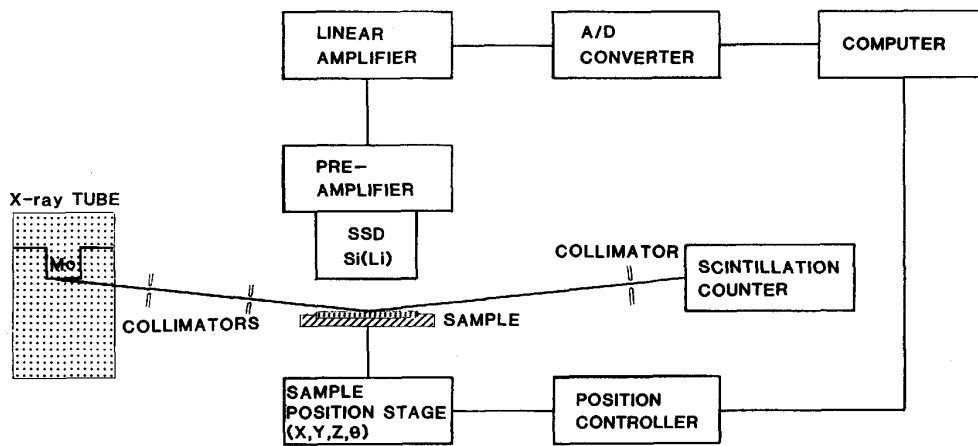 LINEAR
AMPLIFIER
A/D
CONVERTER
COMPUTER
PRE-
AMPLIFIER
X-ray TUBE
SSD
Si(Li)
Mo
COLLIMATOR
SCINTILLATION
COUNTER
COLLIMATORS
SAMPLE
SAMPLE
POSITION STAGE
(X,Y,Z,θ)
POSITION
CONTROLLER